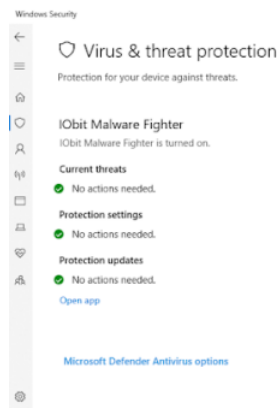 Windows Security
Virus & threat protection
Protection for your device against threats.
IObit Malware Fighter
IObit Malware Fighter is turned on.
Current threats
No actions needed.
Protection settings
No actions needed.
Protection updates
No actions needed.
Open app
Microsoft Defender Antivirus options